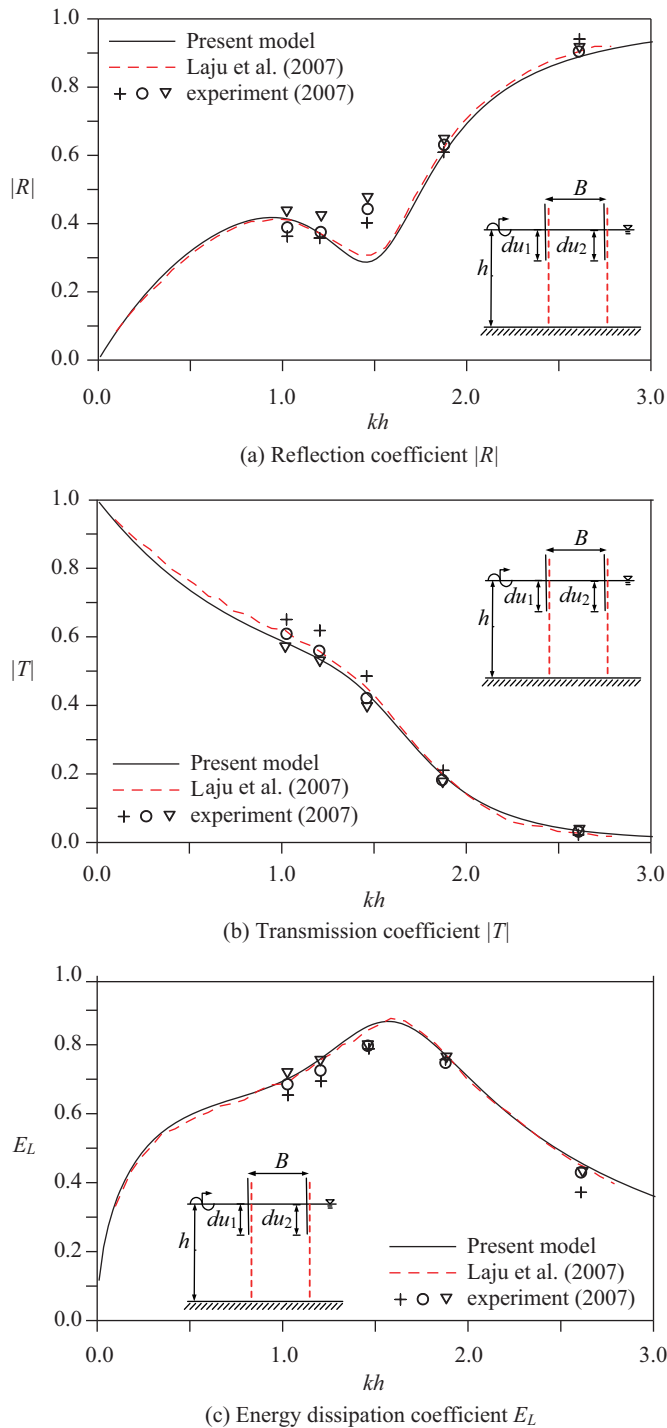 1.0
Present model
Laju et al. (2007)
experiment (2007)
0.8
0.6
|R|
B
0.4
du1
du2
h
0.2
0.0
0.0 1.0 2.0 3.0
kh
(a) Reflection coefficient |R|
1.0
B
0.8
du1
du2
0.6
h
|T|
0.4
Present model
0.2
Laju et al. (2007)
experiment (2007)
0.0
0.0 1.0 2.0 3.0
kh
(b) Transmission coefficient |T|
1.0
0.8
0.6
EL
B
0.4
du1
du2
h
Present model
0.2
Laju et al. (2007)
experiment (2007)
0.0
0.0 1.0 2.0 3.0
kh
(c) Energy dissipation coefficient EL